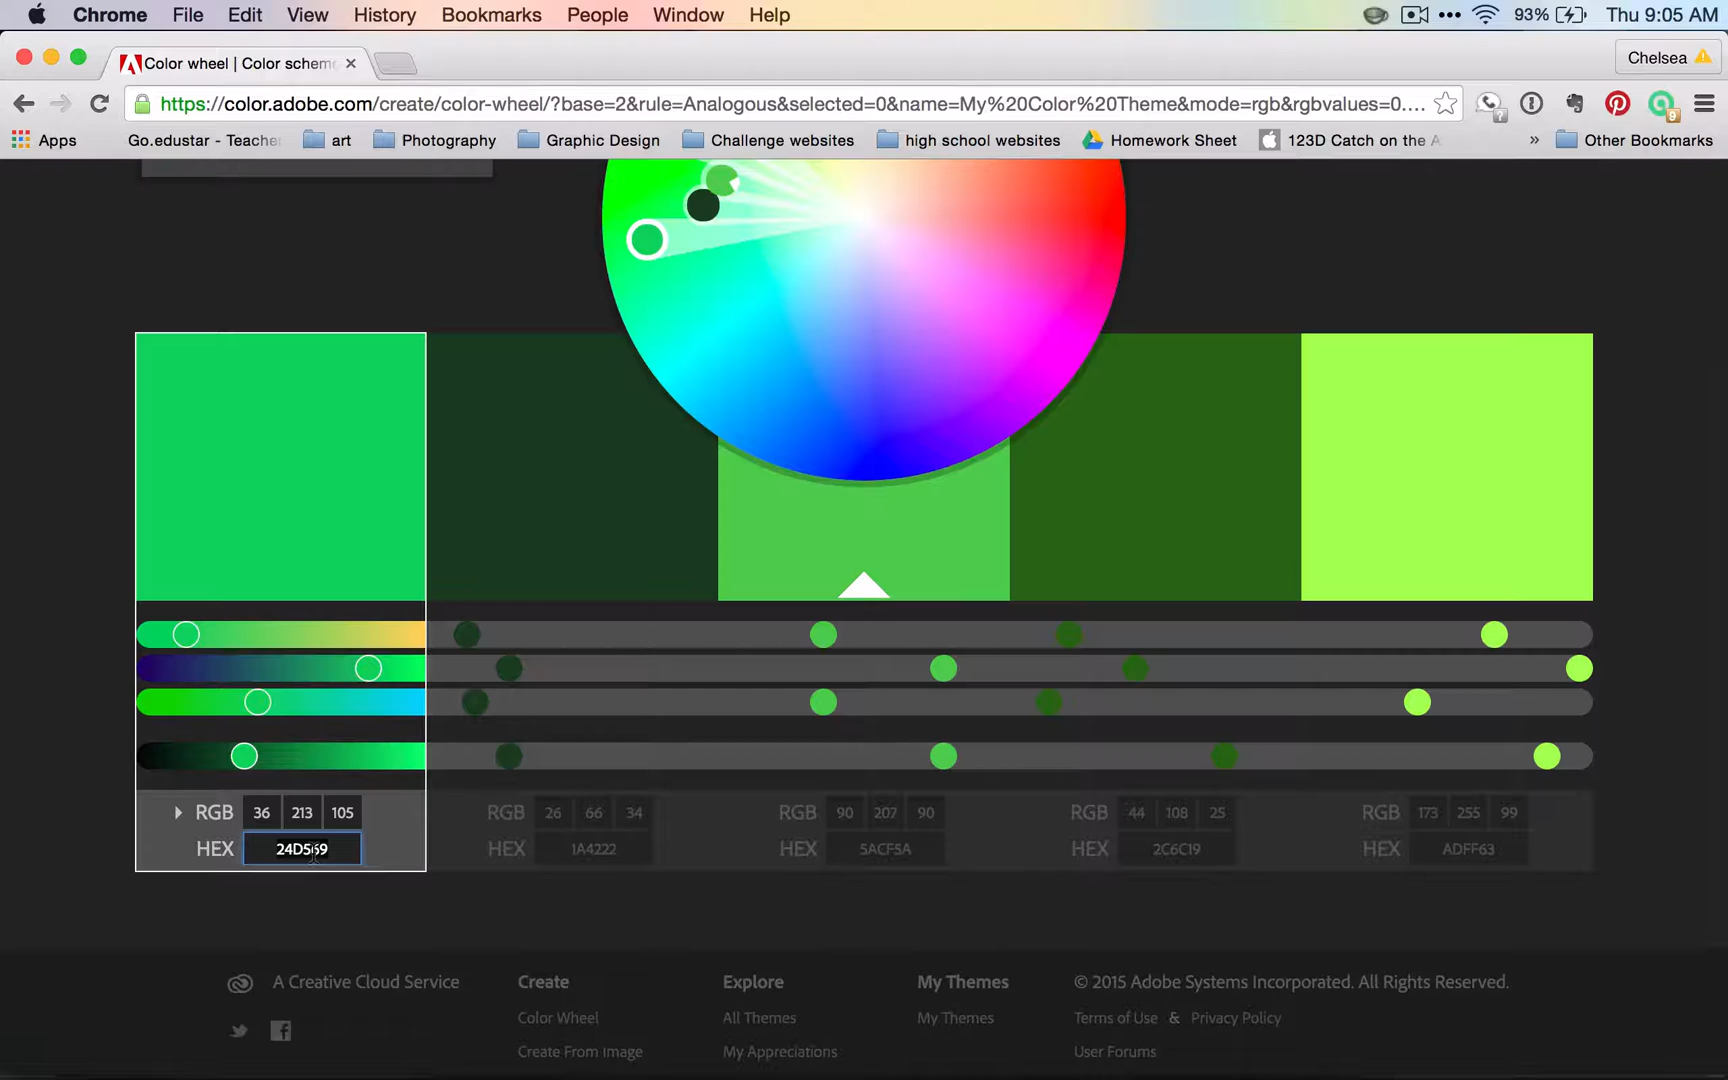 Chrome File Edit View History Bookmarks People Window Help 93% Thu 9:05 AM
Color wheel | Color schem Chelsea
https://color.adobe.com/create/color-wheel/?base=2&rule=Analogous&selected=0&name=My%20Color%20Theme&mode=rgb&rgbvalues=0.... ? 9
Apps Go.edustar - Teache art Photography Graphic Design Challenge websites high school websites Homework Sheet 123D Catch on the A » Other Bookmarks
RGB 36 213 105 RGB 26 66 34 RGB 90 207 90 RGB 44 108 25 RGB 173 255 99
HEX 24D569 HEX 1A4222 HEX 5ACF5A HEX 2C6C19 HEX ADFF63
A Creative Cloud Service Create Explore My Themes © 2015 Adobe Systems Incorporated. All Rights Reserved.
Color Wheel All Themes My Themes Terms of Use & Privacy Policy
Create From Image My Appreciations User Forums